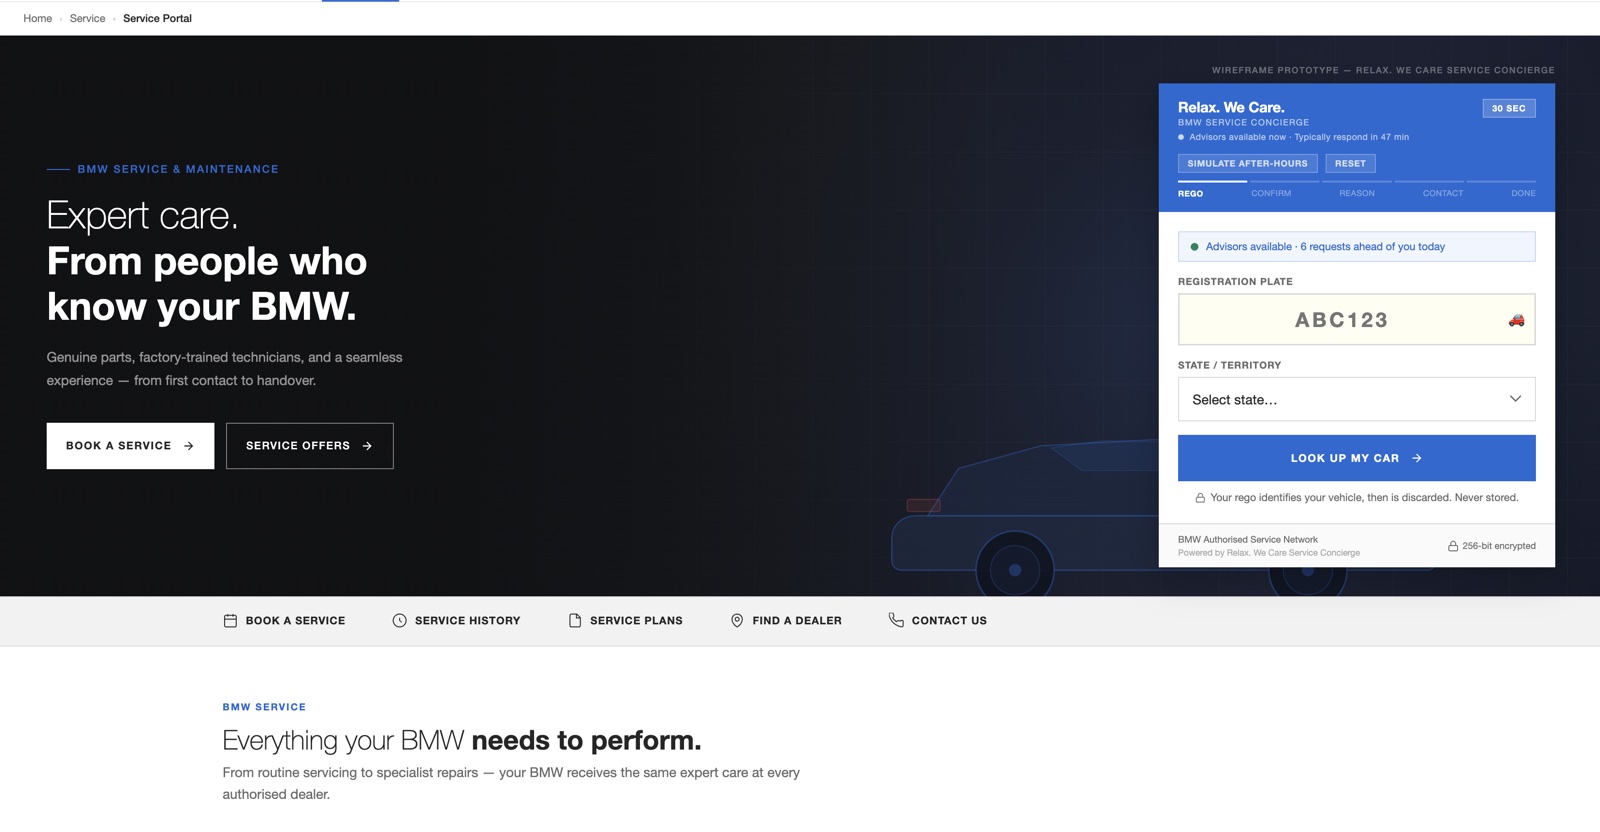 Home › Service › Service Portal
WIREFRAME PROTOTYPE — RELAX. WE CARE SERVICE CONCIERGE
BMW SERVICE & MAINTENANCE
Expert care.
From people who
know your BMW.
Genuine parts, factory-trained technicians, and a seamless
experience — from first contact to handover.
BOOK A SERVICE →
SERVICE OFFERS →
Relax. We Care.
30 SEC
BMW SERVICE CONCIERGE
Advisors available now · Typically respond in 47 min
SIMULATE AFTER-HOURS
RESET
REGO CONFIRM REASON CONTACT DONE
Advisors available · 6 requests ahead of you today
REGISTRATION PLATE
ABC123
STATE / TERRITORY
Select state...
LOOK UP MY CAR →
Your rego identifies your vehicle, then is discarded. Never stored.
BMW Authorised Service Network
Powered by Relax. We Care Service Concierge
256-bit encrypted
BOOK A SERVICE SERVICE HISTORY SERVICE PLANS FIND A DEALER CONTACT US
BMW SERVICE
Everything your BMW needs to perform.
From routine servicing to specialist repairs — your BMW receives the same expert care at every
authorised dealer.